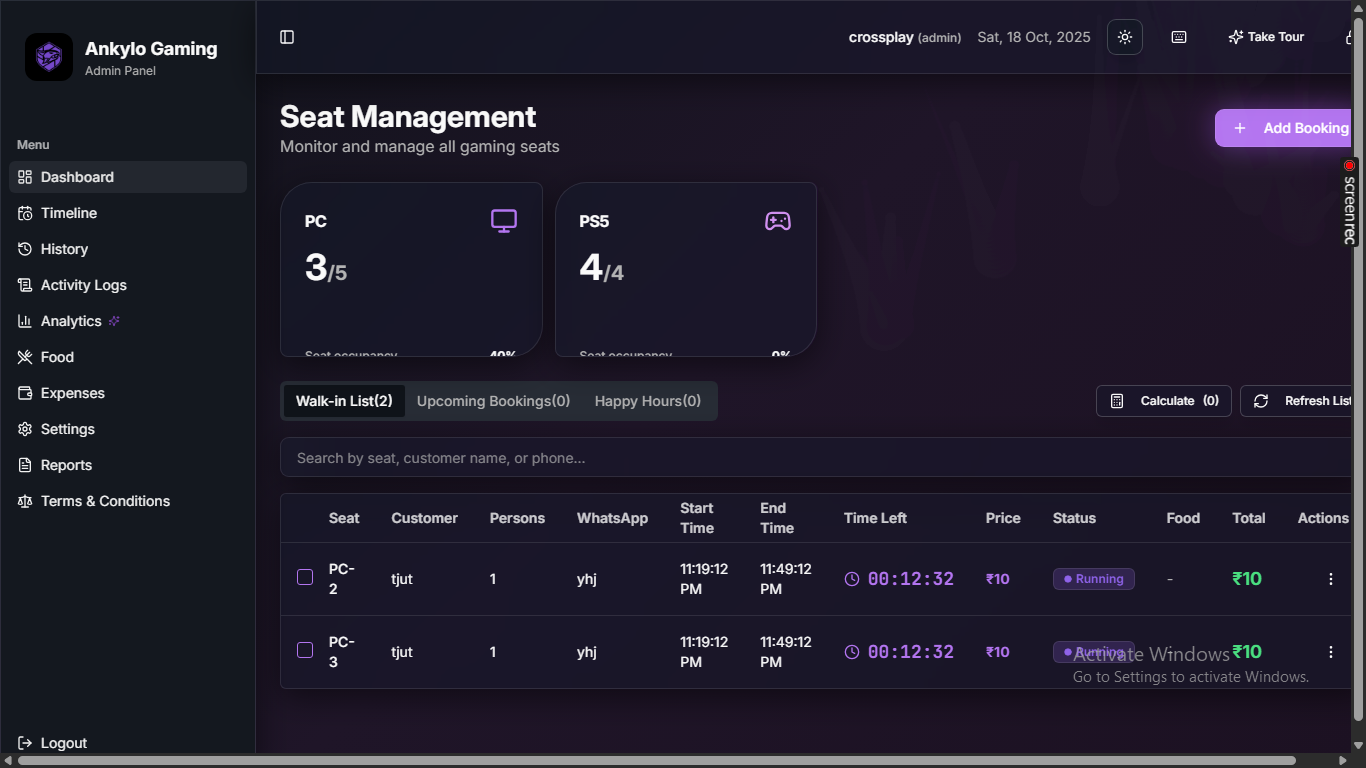 Ankylo Gaming
Admin Panel
Menu
Dashboard
Timeline
History
Activity Logs
Analytics
Food
Expenses
Settings
Reports
Terms & Conditions
Logout
crossplay (admin) Sat, 18 Oct, 2025 Take Tour
Seat Management
Monitor and manage all gaming seats
+ Add Booking
PC
3/5
Seat occupancy 40%
PS5
4/4
Seat occupancy 0%
Walk-in List(2) Upcoming Bookings(0) Happy Hours(0)
Calculate (0) Refresh List
Search by seat, customer name, or phone...
Seat Customer Persons WhatsApp Start Time End Time Time Left Price Status Food Total Actions
PC-2 tjut 1 yhj 11:19:12 PM 11:49:12 PM 00:12:32 ₹10 Running - ₹10
PC-3 tjut 1 yhj 11:19:12 PM 11:49:12 PM 00:12:32 ₹10 Running - ₹10
Activate Windows
Go to Settings to activate Windows.
screenrec